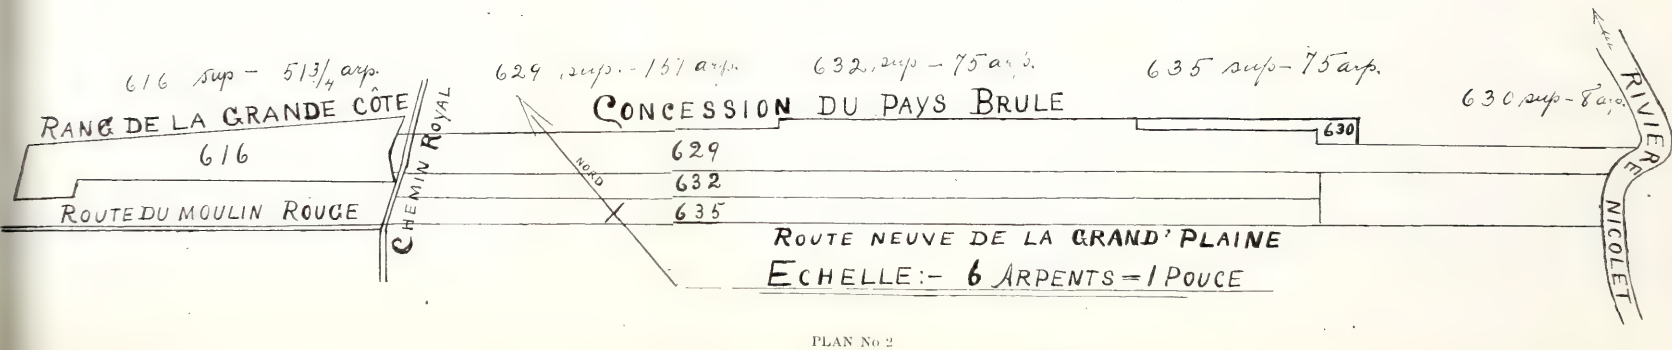 616 sup - 51 3/4 arp.
629 sup. - 151 arp.
632, sup - 75 arp.
635 sup - 75 arp.
630 sup - 8 arp.
RANG DE LA GRANDE CÔTE
CHEMIN ROYAL
CONCESSION DU PAYS BRULE
RIVIERE NICOLET
616
629
630
632
635
NORD
ROUTE DU MOULIN ROUGE
ROUTE NEUVE DE LA GRAND' PLAINE
ECHELLE:- 6 ARPENTS = 1 POUCE
PLAN No 2